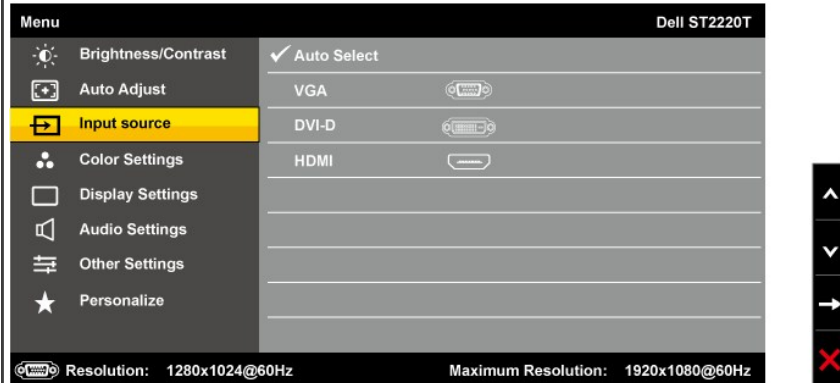 Menu Dell ST2220T
Brightness/Contrast Auto Select
Auto Adjust VGA
Input source DVI-D
Color Settings HDMI
Display Settings
Audio Settings
Other Settings
Personalize
Resolution: 1280x1024@60Hz Maximum Resolution: 1920x1080@60Hz